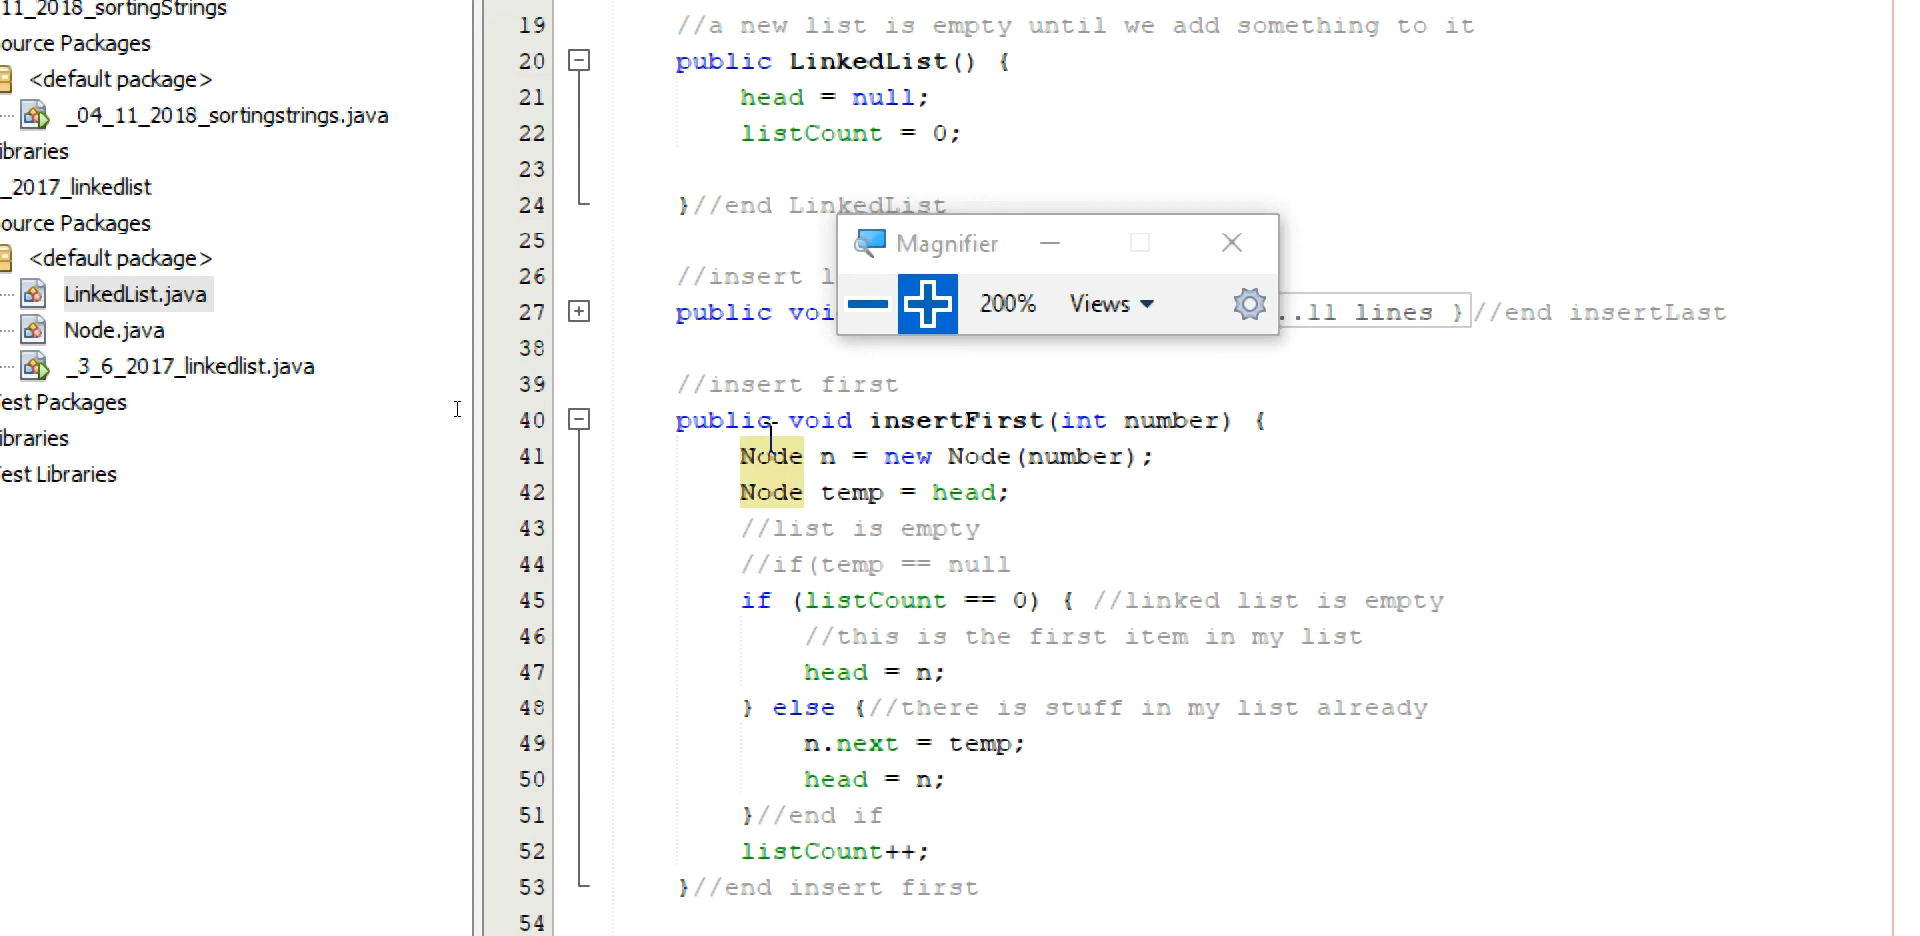 11_2018_sortingStrings
ource Packages
<default package>
_04_11_2018_sortingstrings.java
ibraries
_2017_linkedlist
ource Packages
<default package>
LinkedList.java
Node.java
_3_6_2017_linkedlist.java
est Packages
ibraries
est Libraries
19 //a new list is empty until we add something to it
20 public LinkedList() {
21 head = null;
22 listCount = 0;
23
24 }//end LinkedList
25
Magnifier
26 //insert l
200% Views
27 public voi ..ll lines }//end insertLast
38
39 //insert first
40 public void insertFirst(int number) {
41 Node n = new Node(number);
42 Node temp = head;
43 //list is empty
44 //if(temp == null
45 if (listCount == 0) { //linked list is empty
46 //this is the first item in my list
47 head = n;
48 } else {//there is stuff in my list already
49 n.next = temp;
50 head = n;
51 }//end if
52 listCount++;
53 }//end insert first
54